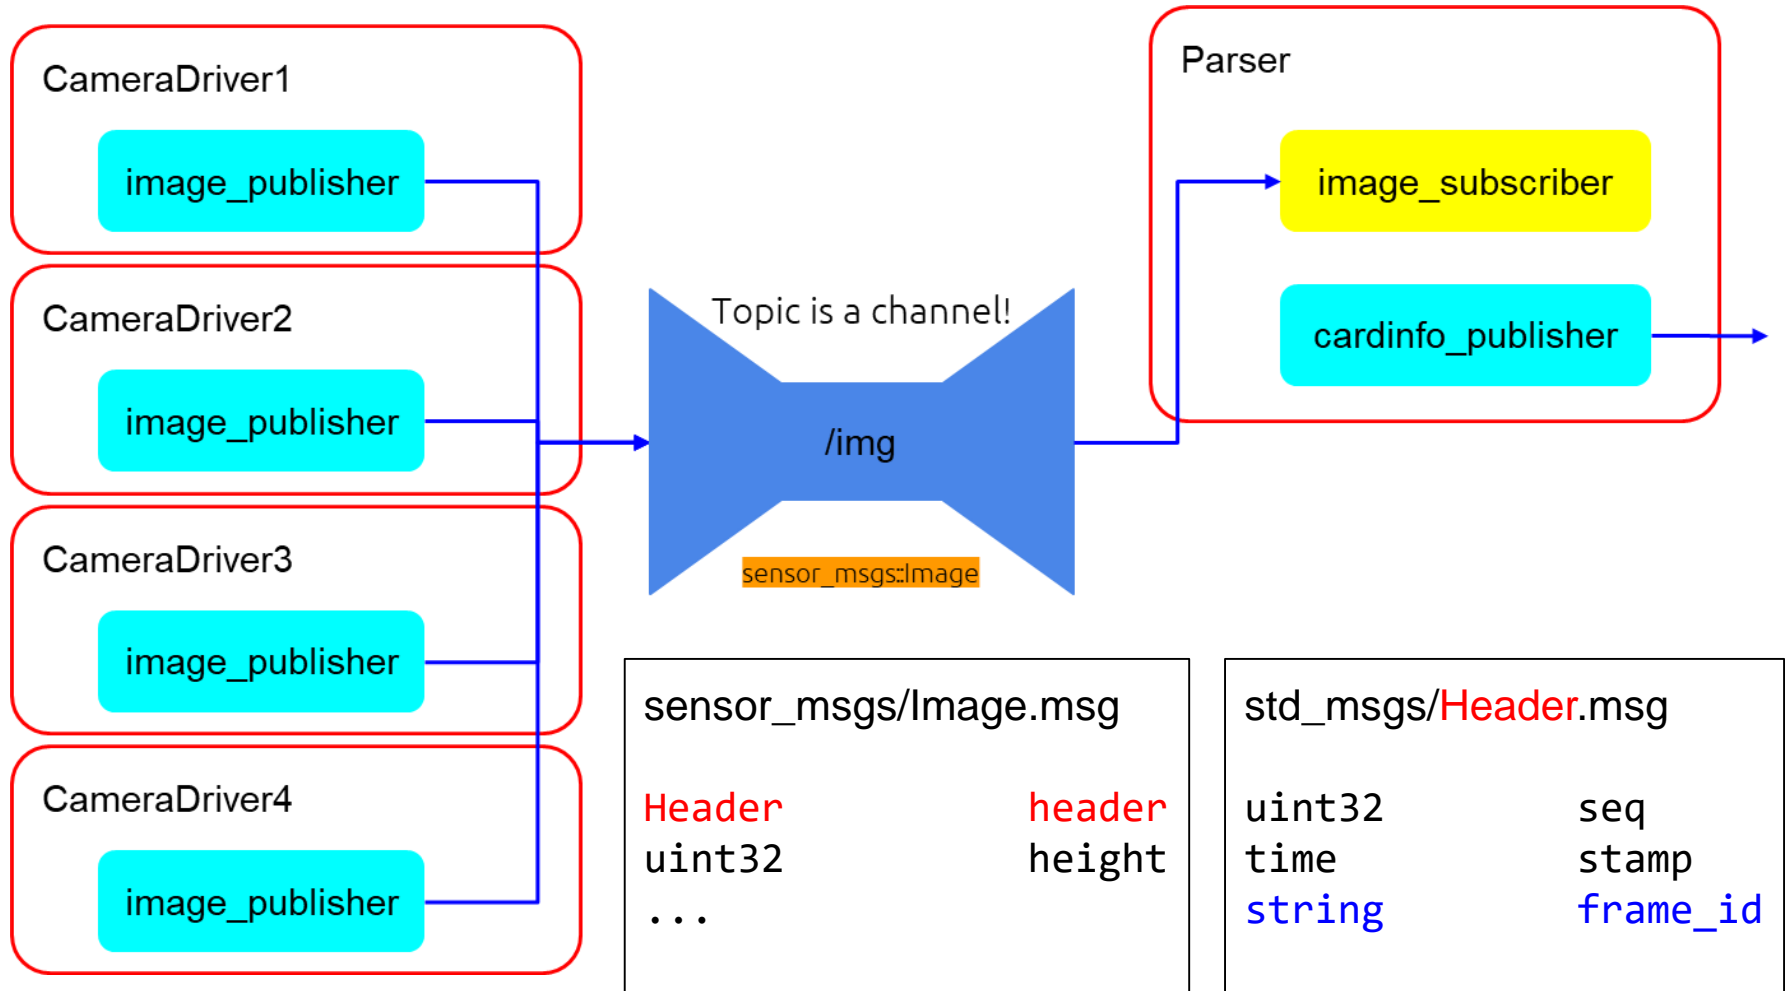 CameraDriver1
image_publisher
CameraDriver2
image_publisher
CameraDriver3
image_publisher
CameraDriver4
image_publisher
Topic is a channel!
/img
sensor_msgs::Image
Parser
image_subscriber
cardinfo_publisher
sensor_msgs/Image.msg
Header header
uint32 height
...
std_msgs/Header.msg
uint32 seq
time stamp
string frame_id